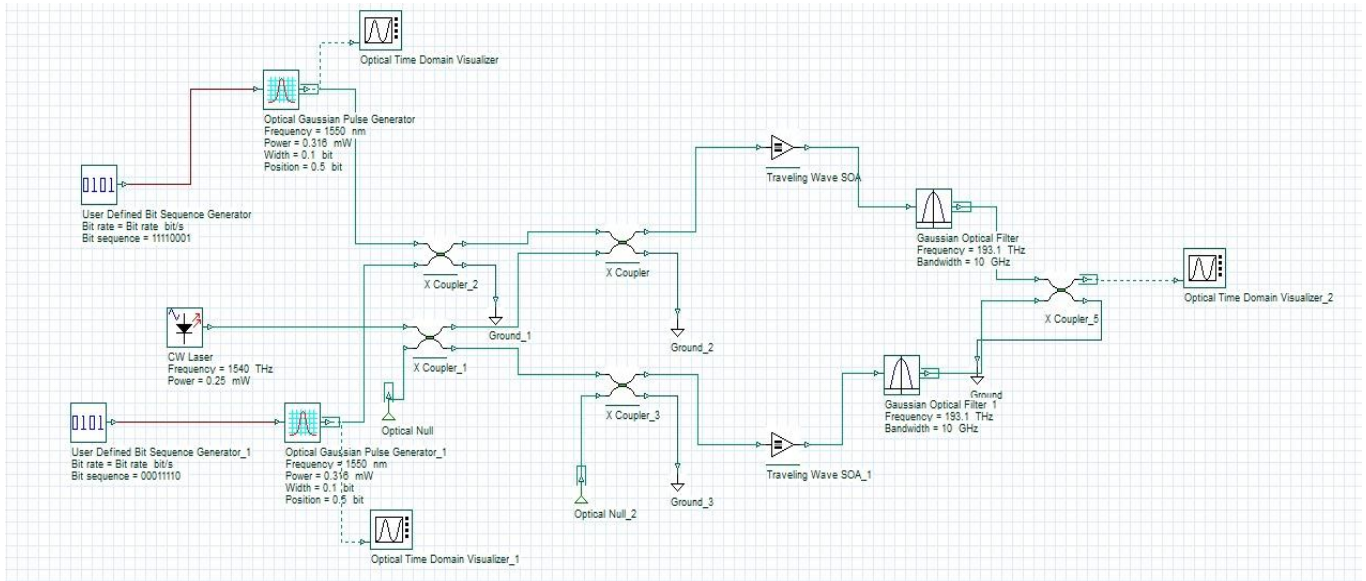 Optical Time Domain Visualizer
Optical Gaussian Pulse Generator
Frequency = 1550 nm
Power = 0.316 mW
Width = 0.1 bit
Position = 0.5 bit
0101
User Defined Bit Sequence Generator
Bit rate = Bit rate bit/s
Bit sequence = 11110001
Traveling Wave SOA
Gaussian Optical Filter
Frequency = 193.1 THz
Bandwidth = 10 GHz
X Coupler_2
X Coupler
Optical Time Domain Visualizer_2
X Coupler_5
Ground_1
Ground_2
CW Laser
Frequency = 1540 THz
Power = 0.25 mW
X Coupler_1
X Coupler_3
Optical Null
Ground
Gaussian Optical Filter_1
Frequency = 193.1 THz
Bandwidth = 10 GHz
0101
User Defined Bit Sequence Generator_1
Bit rate = Bit rate bit/s
Bit sequence = 00011110
Optical Gaussian Pulse Generator_1
Frequency = 1550 nm
Power = 0.316 mW
Width = 0.1 bit
Position = 0.5 bit
Traveling Wave SOA_1
Ground_3
Optical Null_2
Optical Time Domain Visualizer_1